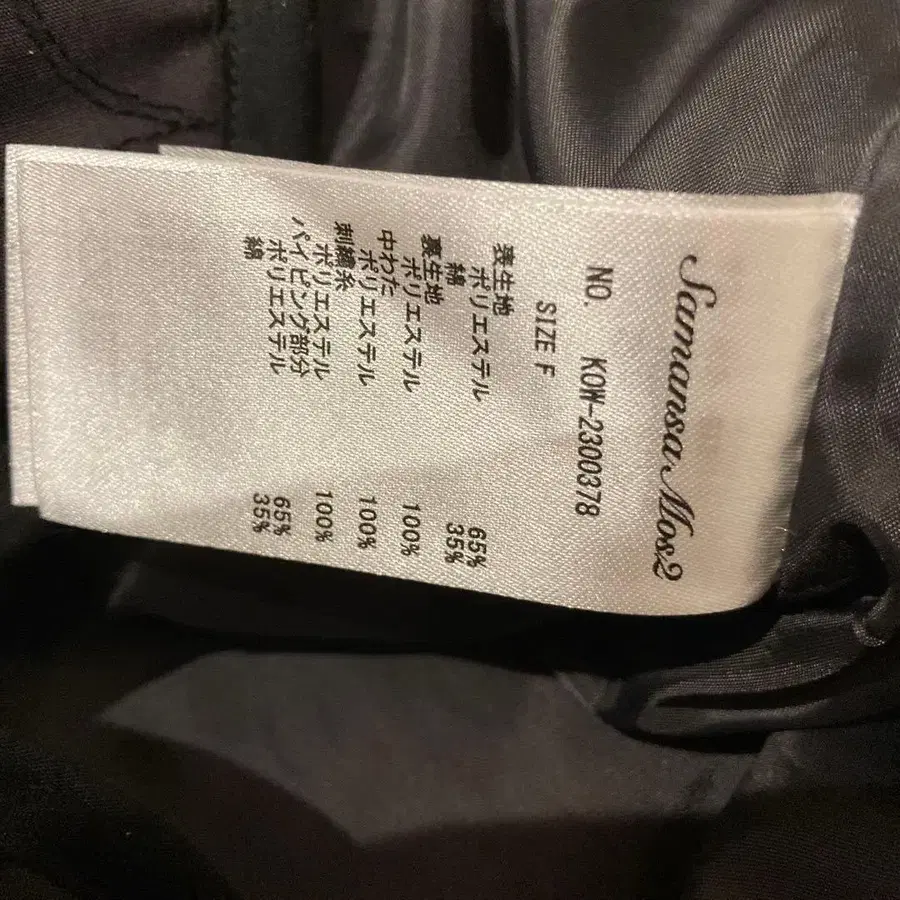 Samansa Mos2
NO. KOW-2300378
SIZE F
表生地
ポリエステル 65%
綿 35%
裏生地
ポリエステル 100%
中わた
ポリエステル 100%
刺繍糸
ポリエステル 100%
パイピング部分
ポリエステル 65%
綿 35%